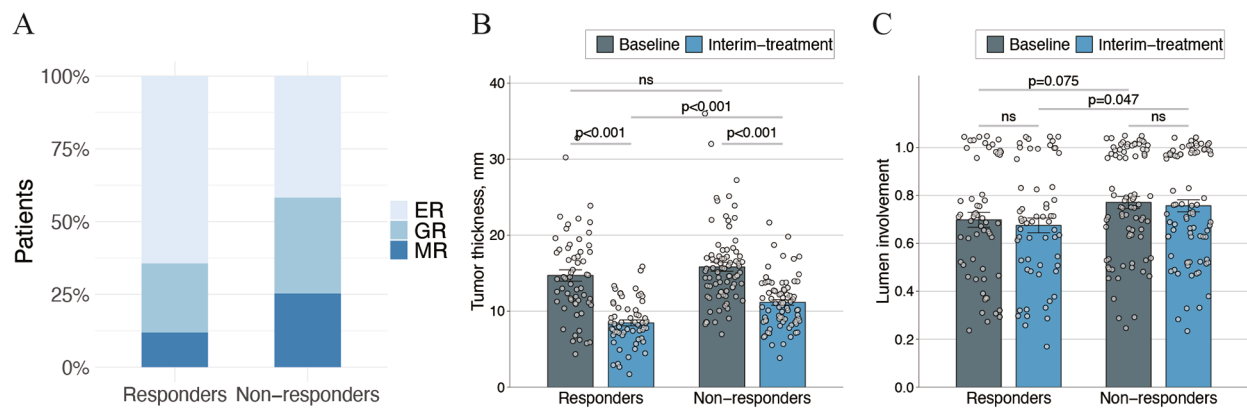 A
100%
75%
50%
25%
0%
Patients
Responders Non-responders
ER
GR
MR
B
Baseline Interim-treatment
Tumor thickness, mm
40
30
20
10
0
ns
p<0.001
p<0.001
p<0.001
Responders Non-responders
C
Baseline Interim-treatment
Lumen involvement
1.0
0.8
0.6
0.4
0.2
0.0
p=0.075
p=0.047
ns
ns
Responders Non-responders